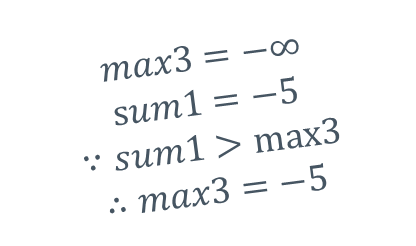 max3 = −∞
sum1 = −5
∵ sum1 > max3
∴ max3 = −5